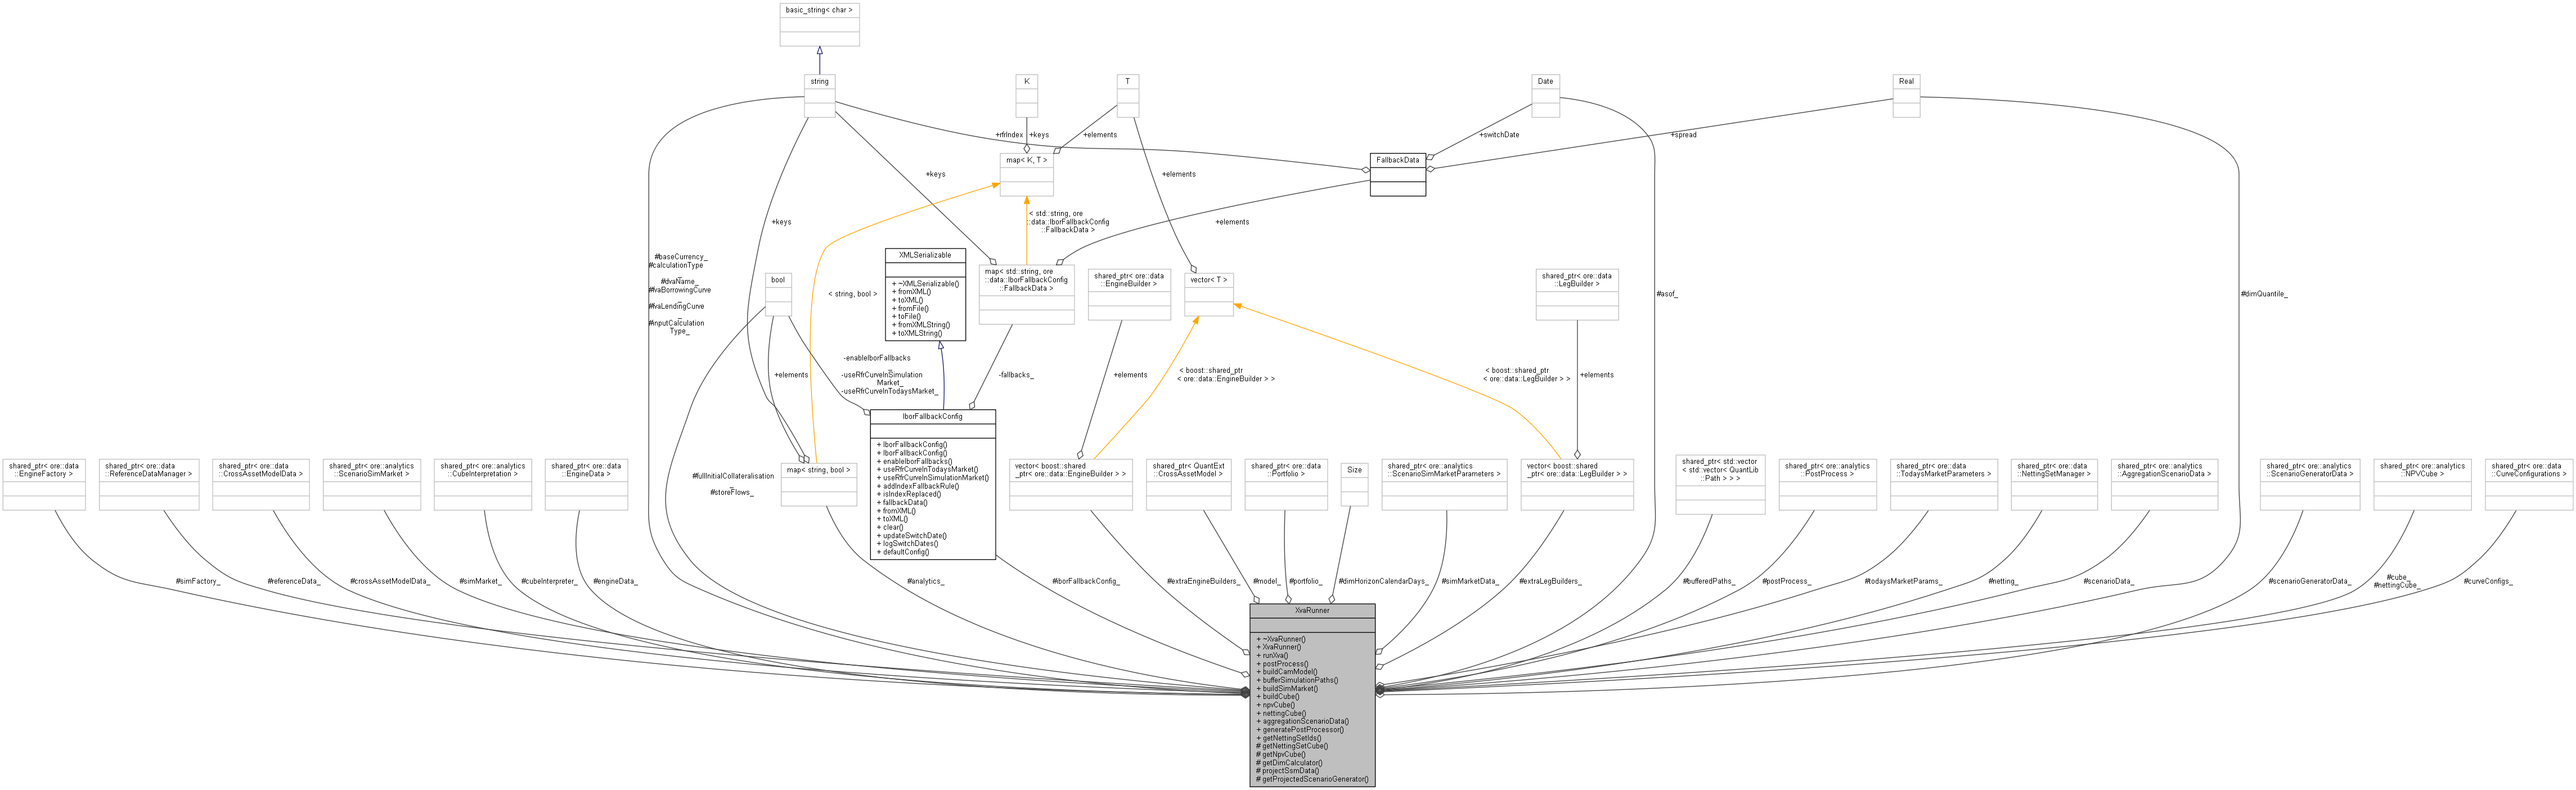 basic_string< char >
string
K
T
Date
Real
+rfrIndex
+keys
+elements
+switchDate
+spread
map< K, T >
FallbackData
+keys
+elements
+keys
< std::string, ore
::data::IborFallbackConfig
::FallbackData >
+elements
#baseCurrency_
#calculationType
_
#dvaName_
#fvaBorrowingCurve
_
#fvaLendingCurve
_
#inputCalculation
Type_
bool
< string, bool >
XMLSerializable
+ ~XMLSerializable()
+ fromXML()
+ toXML()
+ fromFile()
+ toFile()
+ fromXMLString()
+ toXMLString()
map< std::string, ore
::data::IborFallbackConfig
::FallbackData >
shared_ptr< ore::data
::EngineBuilder >
vector< T >
shared_ptr< ore::data
::LegBuilder >
#asof_
#dimQuantile_
+elements
-enableIborFallbacks
_
-useRfrCurveInSimulation
Market_
-useRfrCurveInTodaysMarket_
-fallbacks_
+elements
< boost::shared_ptr
< ore::data::EngineBuilder > >
< boost::shared_ptr
< ore::data::LegBuilder > >
+elements
IborFallbackConfig
+ IborFallbackConfig()
+ IborFallbackConfig()
+ enableIborFallbacks()
+ useRfrCurveInTodaysMarket()
+ useRfrCurveInSimulationMarket()
+ addIndexFallbackRule()
+ isIndexReplaced()
+ fallbackData()
+ fromXML()
+ toXML()
+ clear()
+ updateSwitchDate()
+ logSwitchDates()
+ defaultConfig()
shared_ptr< ore::data
::EngineFactory >
shared_ptr< ore::data
::ReferenceDataManager >
shared_ptr< ore::data
::CrossAssetModelData >
shared_ptr< ore::analytics
::ScenarioSimMarket >
shared_ptr< ore::analytics
::CubeInterpretation >
shared_ptr< ore::data
::EngineData >
#fullInitialCollateralisation
_
#storeFlows_
map< string, bool >
vector< boost::shared
_ptr< ore::data::EngineBuilder > >
shared_ptr< QuantExt
::CrossAssetModel >
shared_ptr< ore::data
::Portfolio >
Size
shared_ptr< ore::analytics
::ScenarioSimMarketParameters >
vector< boost::shared
_ptr< ore::data::LegBuilder > >
shared_ptr< std::vector
< std::vector< QuantLib
::Path > > >
shared_ptr< ore::analytics
::PostProcess >
shared_ptr< ore::data
::TodaysMarketParameters >
shared_ptr< ore::data
::NettingSetManager >
shared_ptr< ore::analytics
::AggregationScenarioData >
shared_ptr< ore::analytics
::ScenarioGeneratorData >
shared_ptr< ore::analytics
::NPVCube >
shared_ptr< ore::data
::CurveConfigurations >
#simFactory_
#referenceData_
#crossAssetModelData_
#simMarket_
#cubeInterpreter_
#engineData_
#analytics_
#iborFallbackConfig_
#extraEngineBuilders_
#model_
#portfolio_
#dimHorizonCalendarDays_
#simMarketData_
#extraLegBuilders_
#bufferedPaths_
#postProcess_
#todaysMarketParams_
#netting_
#scenarioData_
#scenarioGeneratorData_
#cube_
#nettingCube_
#curveConfigs_
XvaRunner
+ ~XvaRunner()
+ XvaRunner()
+ runXva()
+ postProcess()
+ buildCamModel()
+ bufferSimulationPaths()
+ buildSimMarket()
+ buildCube()
+ npvCube()
+ nettingCube()
+ aggregationScenarioData()
+ generatePostProcessor()
+ getNettingSetIds()
# getNettingSetCube()
# getNpvCube()
# getDimCalculator()
# projectSsmData()
# getProjectedScenarioGenerator()